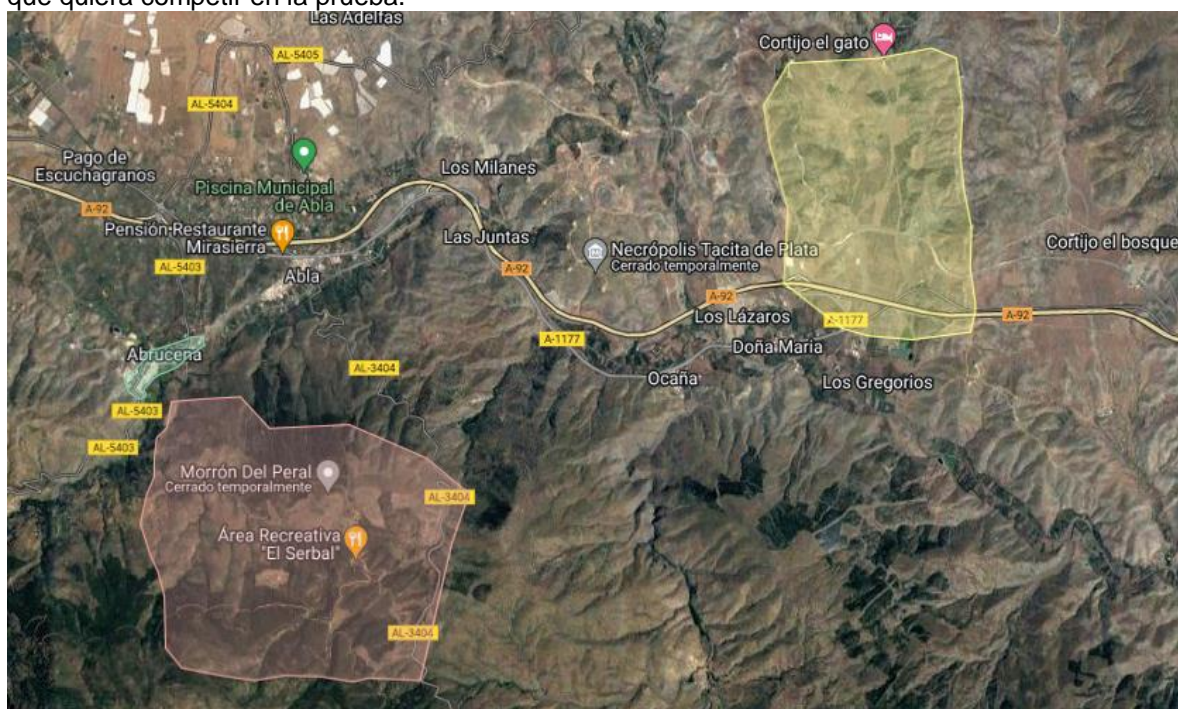 que quiera competir en la prueba.
Las Adelfas
Cortijo el gato
AL-5405
AL-5404
Pago de
Escuchagranos
Los Milanes
Piscina Municipal
de Abla
A-92
Pensión Restaurante
Mirasierra
Las Juntas
Necrópolis Tacita de Plata
Cerrado temporalmente
Cortijo el bosque
AL-5403
Abla
A-92
A-92
A-92
Los Lázaros
A-1177
A-1177
Doña María
Abrucena
AL-3404
Ocaña
Los Gregorios
AL-5403
AL-5403
Morrón Del Peral
Cerrado temporalmente
AL-3404
Área Recreativa
"El Serbal"
AL-3404